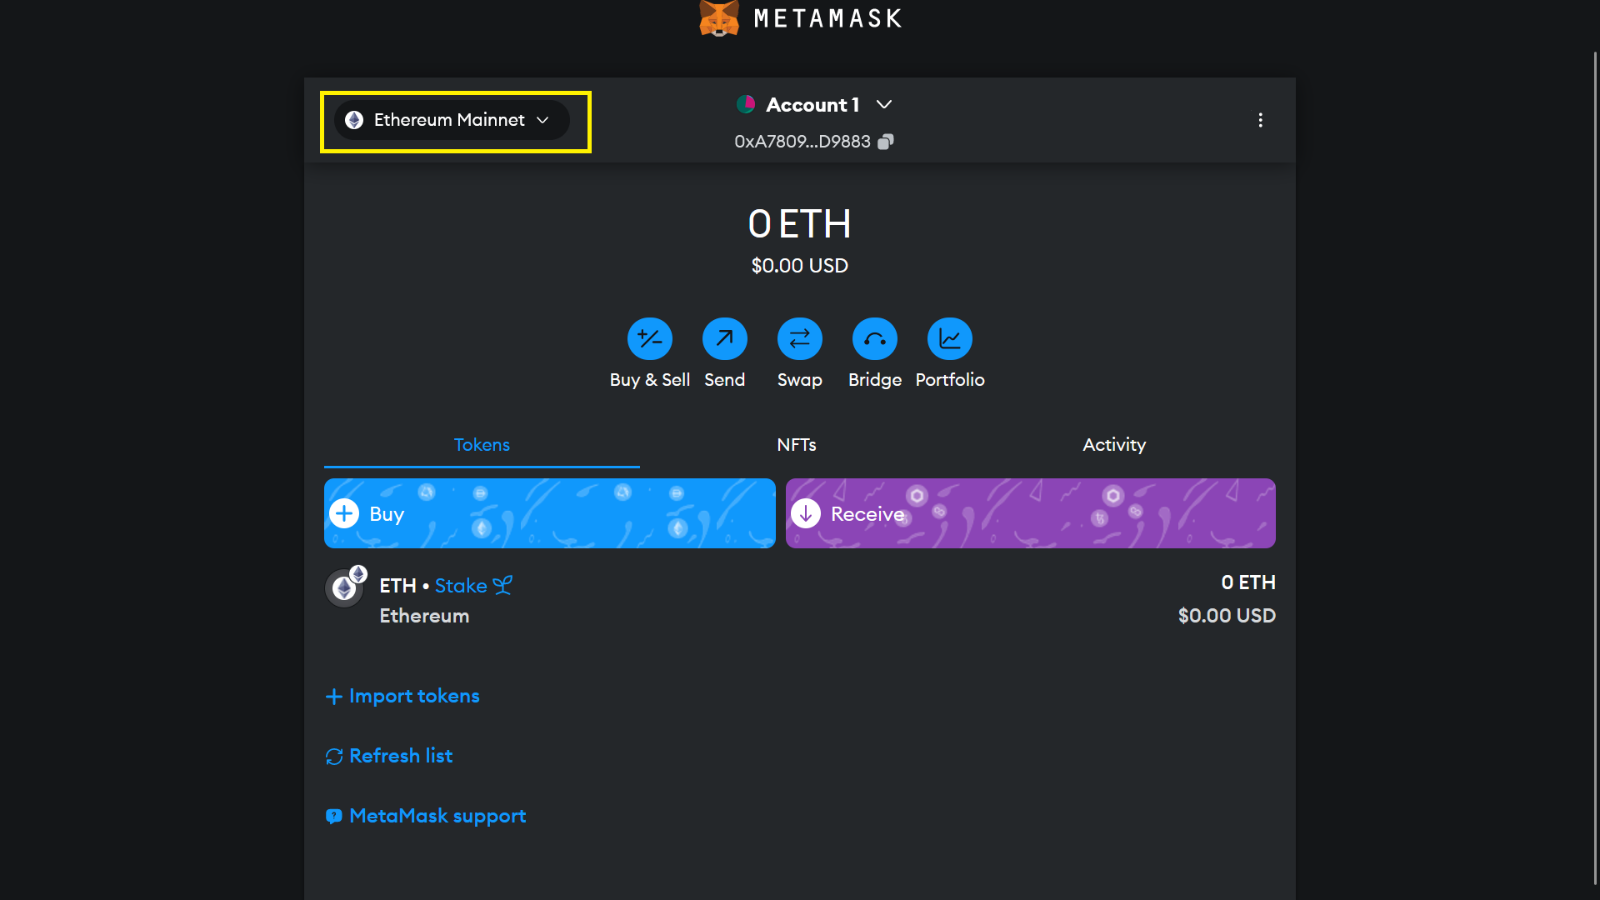 METAMASK
Ethereum Mainnet
Account 1
0xA7809...D9883
0 ETH
$0.00 USD
Buy & Sell Send Swap Bridge Portfolio
Tokens NFTs Activity
Buy Receive
ETH • Stake 0 ETH
Ethereum $0.00 USD
Import tokens
Refresh list
MetaMask support